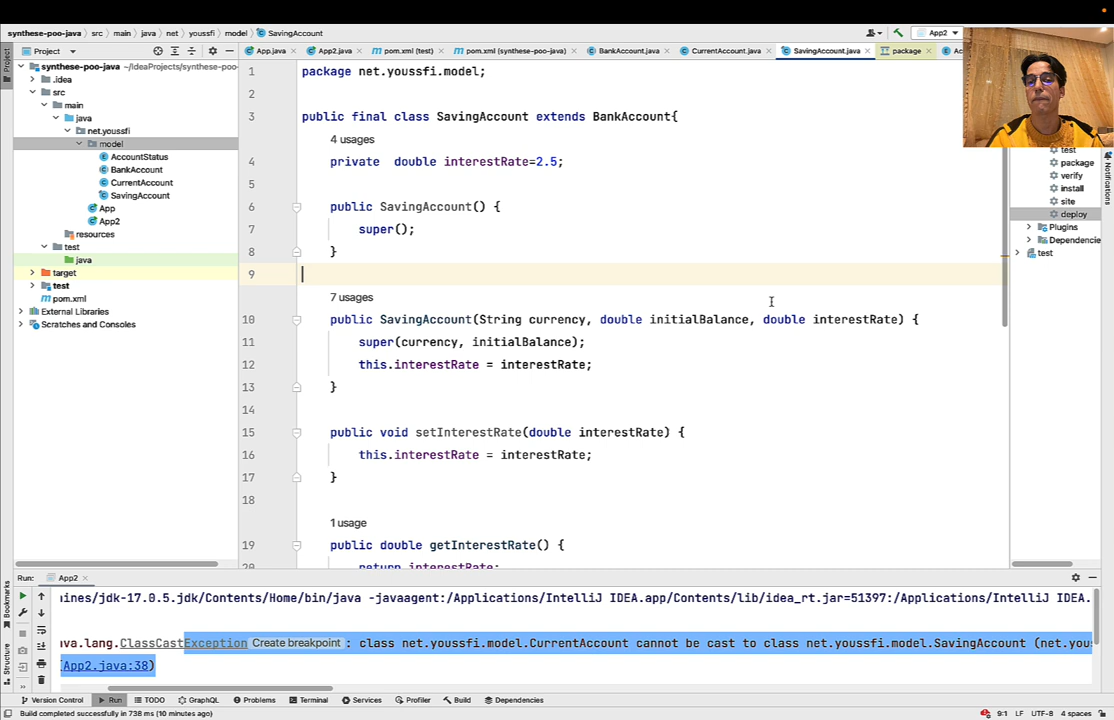 synthese-poo-java › src › main › java › net › youssfi › model › SavingAccount
App2
Project
App.java
App2.java
pom.xml (test)
pom.xml (synthese-poo-java)
BankAccount.java
CurrentAccount.java
SavingAccount.java
package
Project
synthese-poo-java ~/IdeaProjects/synthese-poo-
.idea
src
main
java
net.youssfi
model
AccountStatus
BankAccount
CurrentAccount
SavingAccount
App
App2
resources
test
java
target
test
pom.xml
External Libraries
Scratches and Consoles
1 package net.youssfi.model;
2
3 public final class SavingAccount extends BankAccount{
4 usages
4 private double interestRate=2.5;
5
6 public SavingAccount() {
7 super();
8 }
9
7 usages
10 public SavingAccount(String currency, double initialBalance, double interestRate) {
11 super(currency, initialBalance);
12 this.interestRate = interestRate;
13 }
14
15 public void setInterestRate(double interestRate) {
16 this.interestRate = interestRate;
17 }
18
1 usage
19 public double getInterestRate() {
20 return interestRate;
test
package
verify
install
site
deploy
Plugins
Dependencie
test
Notifications
Run: App2
ines/jdk-17.0.5.jdk/Contents/Home/bin/java -javaagent:/Applications/IntelliJ IDEA.app/Contents/lib/idea_rt.jar=51397:/Applications/IntelliJ IDEA.
va.lang.ClassCastException Create breakpoint : class net.youssfi.model.CurrentAccount cannot be cast to class net.youssfi.model.SavingAccount (net.you
App2.java:38)
Bookmarks
Structure
Version Control
Run
TODO
GraphQL
Problems
Terminal
Services
Profiler
Build
Dependencies
Build completed successfully in 738 ms (10 minutes ago)
9:1 LF UTF-8 4 spaces